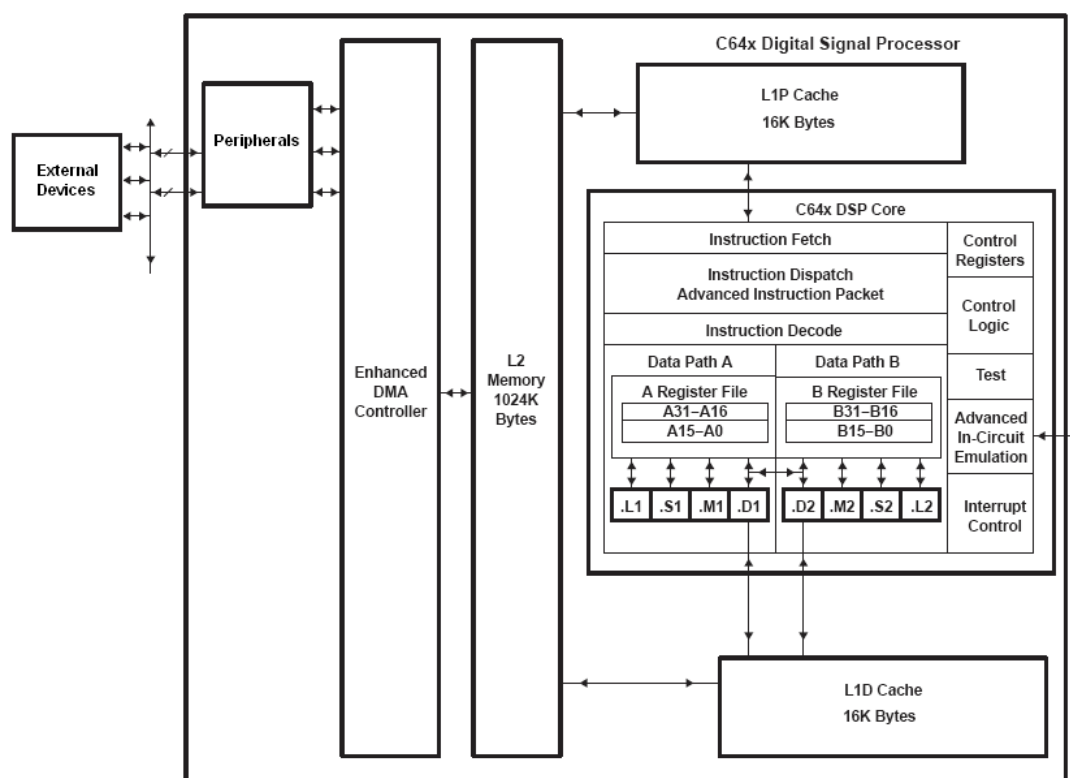 C64x Digital Signal Processor
L1P Cache
16K Bytes
Peripherals
External
Devices
Enhanced
DMA
Controller
L2
Memory
1024K
Bytes
C64x DSP Core
Instruction Fetch
Instruction Dispatch
Advanced Instruction Packet
Instruction Decode
Data Path A
Data Path B
A Register File
A31–A16
A15–A0
B Register File
B31–B16
B15–B0
.L1 .S1 .M1 .D1
.D2 .M2 .S2 .L2
Control
Registers
Control
Logic
Test
Advanced
In-Circuit
Emulation
Interrupt
Control
L1D Cache
16K Bytes